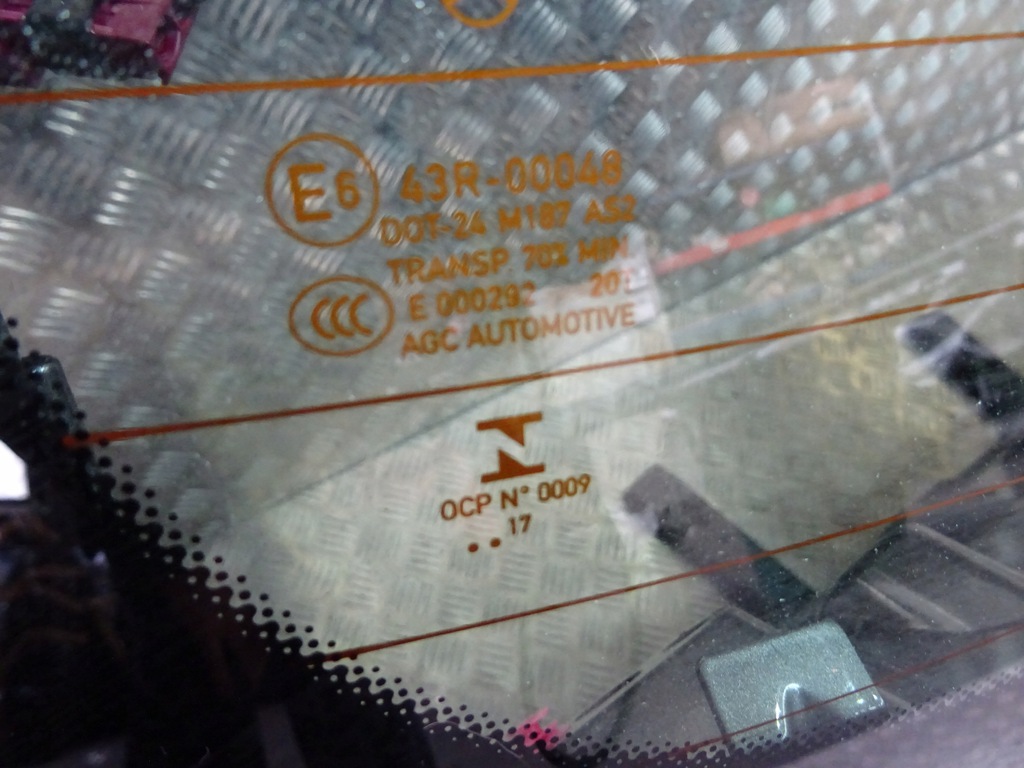 E6 43R-00048
DOT-24 M187 AS2
TRANSP 70% MIN
CCC E 000292
AGC AUTOMOTIVE
OCP N° 0009
.. 17